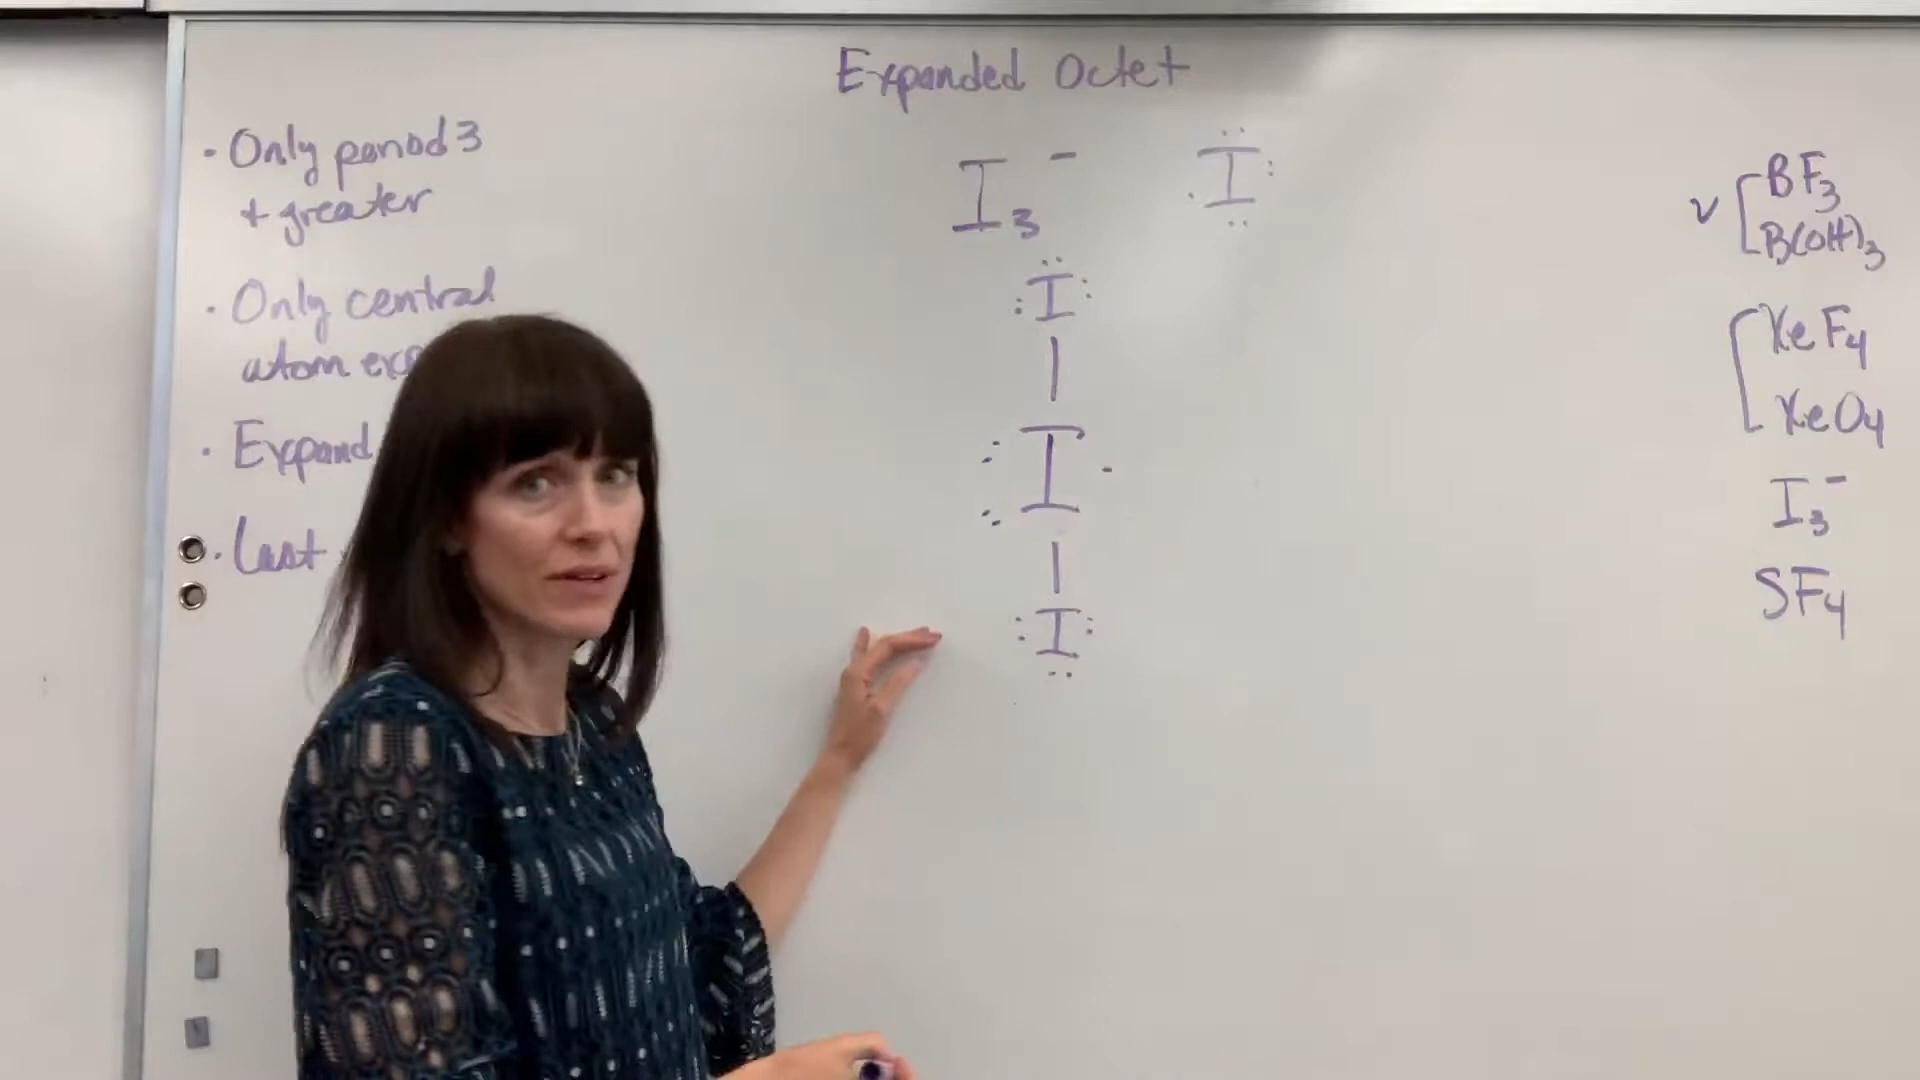 Expanded Octet
· Only period 3
+ greater
· Only central
atom exp
· Expand
· Last
I₃⁻
I
I
I
I
✓ BF₃
B(OH)₃
XeF₄
XeO₄
I₃⁻
SF₄